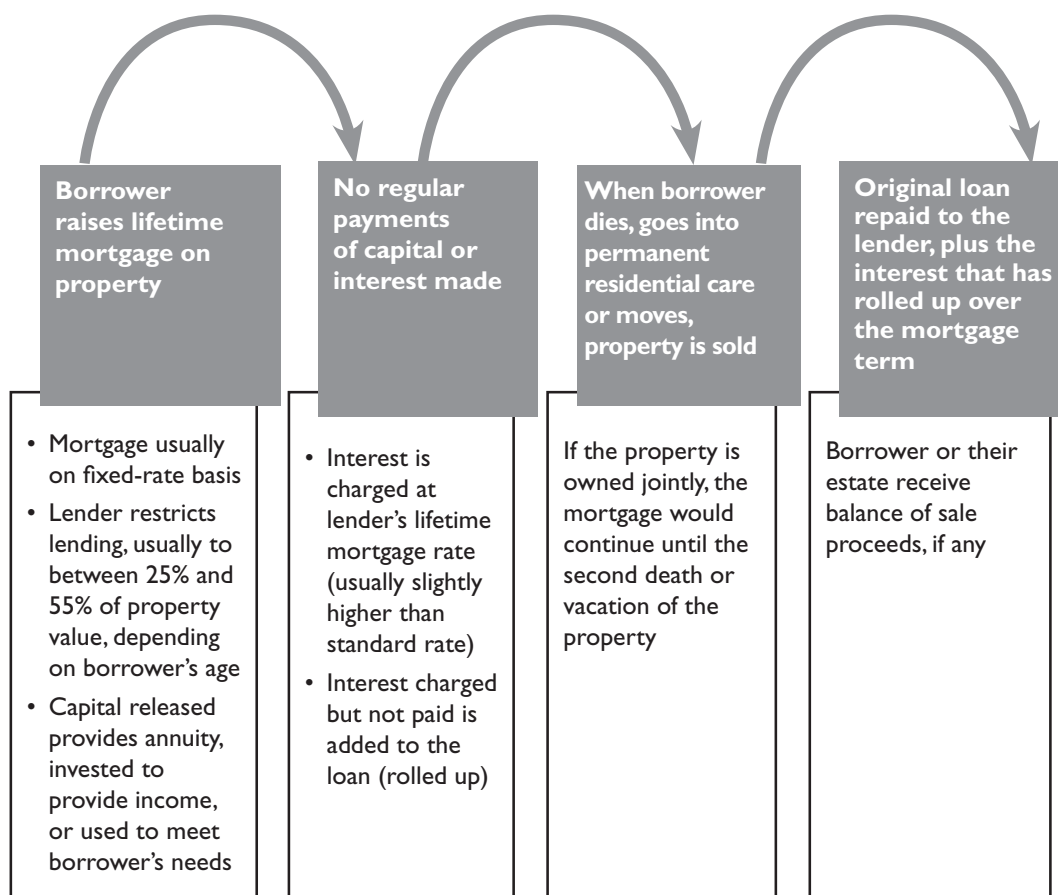 Borrower
raises lifetime
mortgage on
property
• Mortgage usually
on fixed-rate basis
• Lender restricts
lending, usually to
between 25% and
55% of property
value, depending
on borrower’s age
• Capital released
provides annuity,
invested to
provide income,
or used to meet
borrower’s needs
No regular
payments
of capital or
interest made
• Interest is
charged at
lender’s lifetime
mortgage rate
(usually slightly
higher than
standard rate)
• Interest charged
but not paid is
added to the
loan (rolled up)
When borrower
dies, goes into
permanent
residential care
or moves,
property is sold
If the property is
owned jointly, the
mortgage would
continue until the
second death or
vacation of the
property
Original loan
repaid to the
lender, plus the
interest that has
rolled up over
the mortgage
term
Borrower or their
estate receive
balance of sale
proceeds, if any